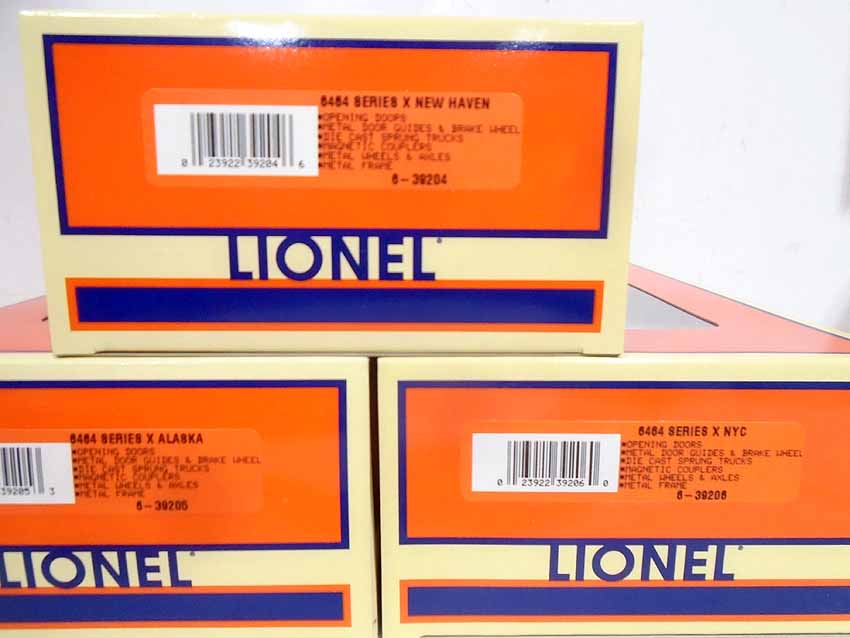 6464 SERIES X NEW HAVEN
*OPENING DOORS
*METAL DOOR GUIDES & BRAKE WHEEL
*DIE CAST SPRUNG TRUCKS
*MAGNETIC COUPLERS
*METAL WHEELS & AXLES
*METAL FRAME
6-39204
0 23922 39204 6
LIONEL
6464 SERIES X ALASKA
*OPENING DOORS
*METAL DOOR GUIDES & BRAKE WHEEL
*DIE CAST SPRUNG TRUCKS
*MAGNETIC COUPLERS
*METAL WHEELS & AXLES
*METAL FRAME
6-39205
39205 3
LIONEL
6464 SERIES X NYC
*OPENING DOORS
*METAL DOOR GUIDES & BRAKE WHEEL
*DIE CAST SPRUNG TRUCKS
*MAGNETIC COUPLERS
*METAL WHEELS & AXLES
*METAL FRAME
6-39206
0 23922 39206 0
LIONEL